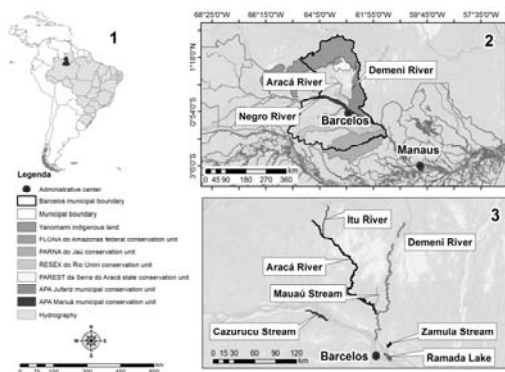 1
Legenda
Administrative center
Barcelos municipal boundary
Municipal boundary
Yanomami indigenous land
FLONA do Amazonas federal conservation unit
PARNA do Jaú conservation unit
RESEX do Rio Unini conservation unit
PAREST da Serra do Aracá state conservation unit
APA Jufariz municipal conservation unit
APA Mariuá municipal conservation unit
Hydrography
N
W
E
S
km
68°25'0"W 66°15'0"W 64°5'0"W 61°55'0"W 59°45'0"W 57°35'0"W
1°18'0"N
0°54'0"S
3°6'0"S
2
Aracá River
Demeni River
Negro River
Barcelos
Manaus
0 45 90 180 270 360
km
3
Itu River
Demeni River
Aracá River
Mauaú Stream
Cazurucu Stream
Zamula Stream
Barcelos
Ramada Lake
0 15 30 60 90 120
km